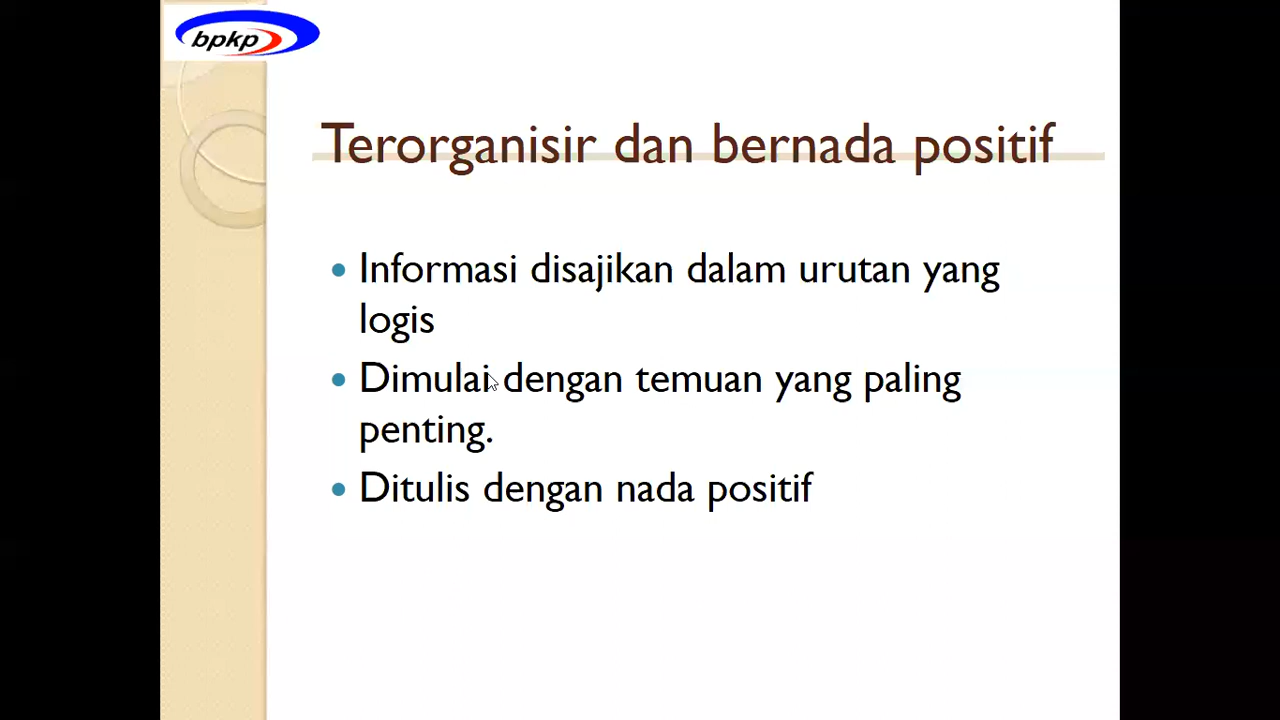 bpkp
Terorganisir dan bernada positif
• Informasi disajikan dalam urutan yang
logis
• Dimulai dengan temuan yang paling
penting.
• Ditulis dengan nada positif